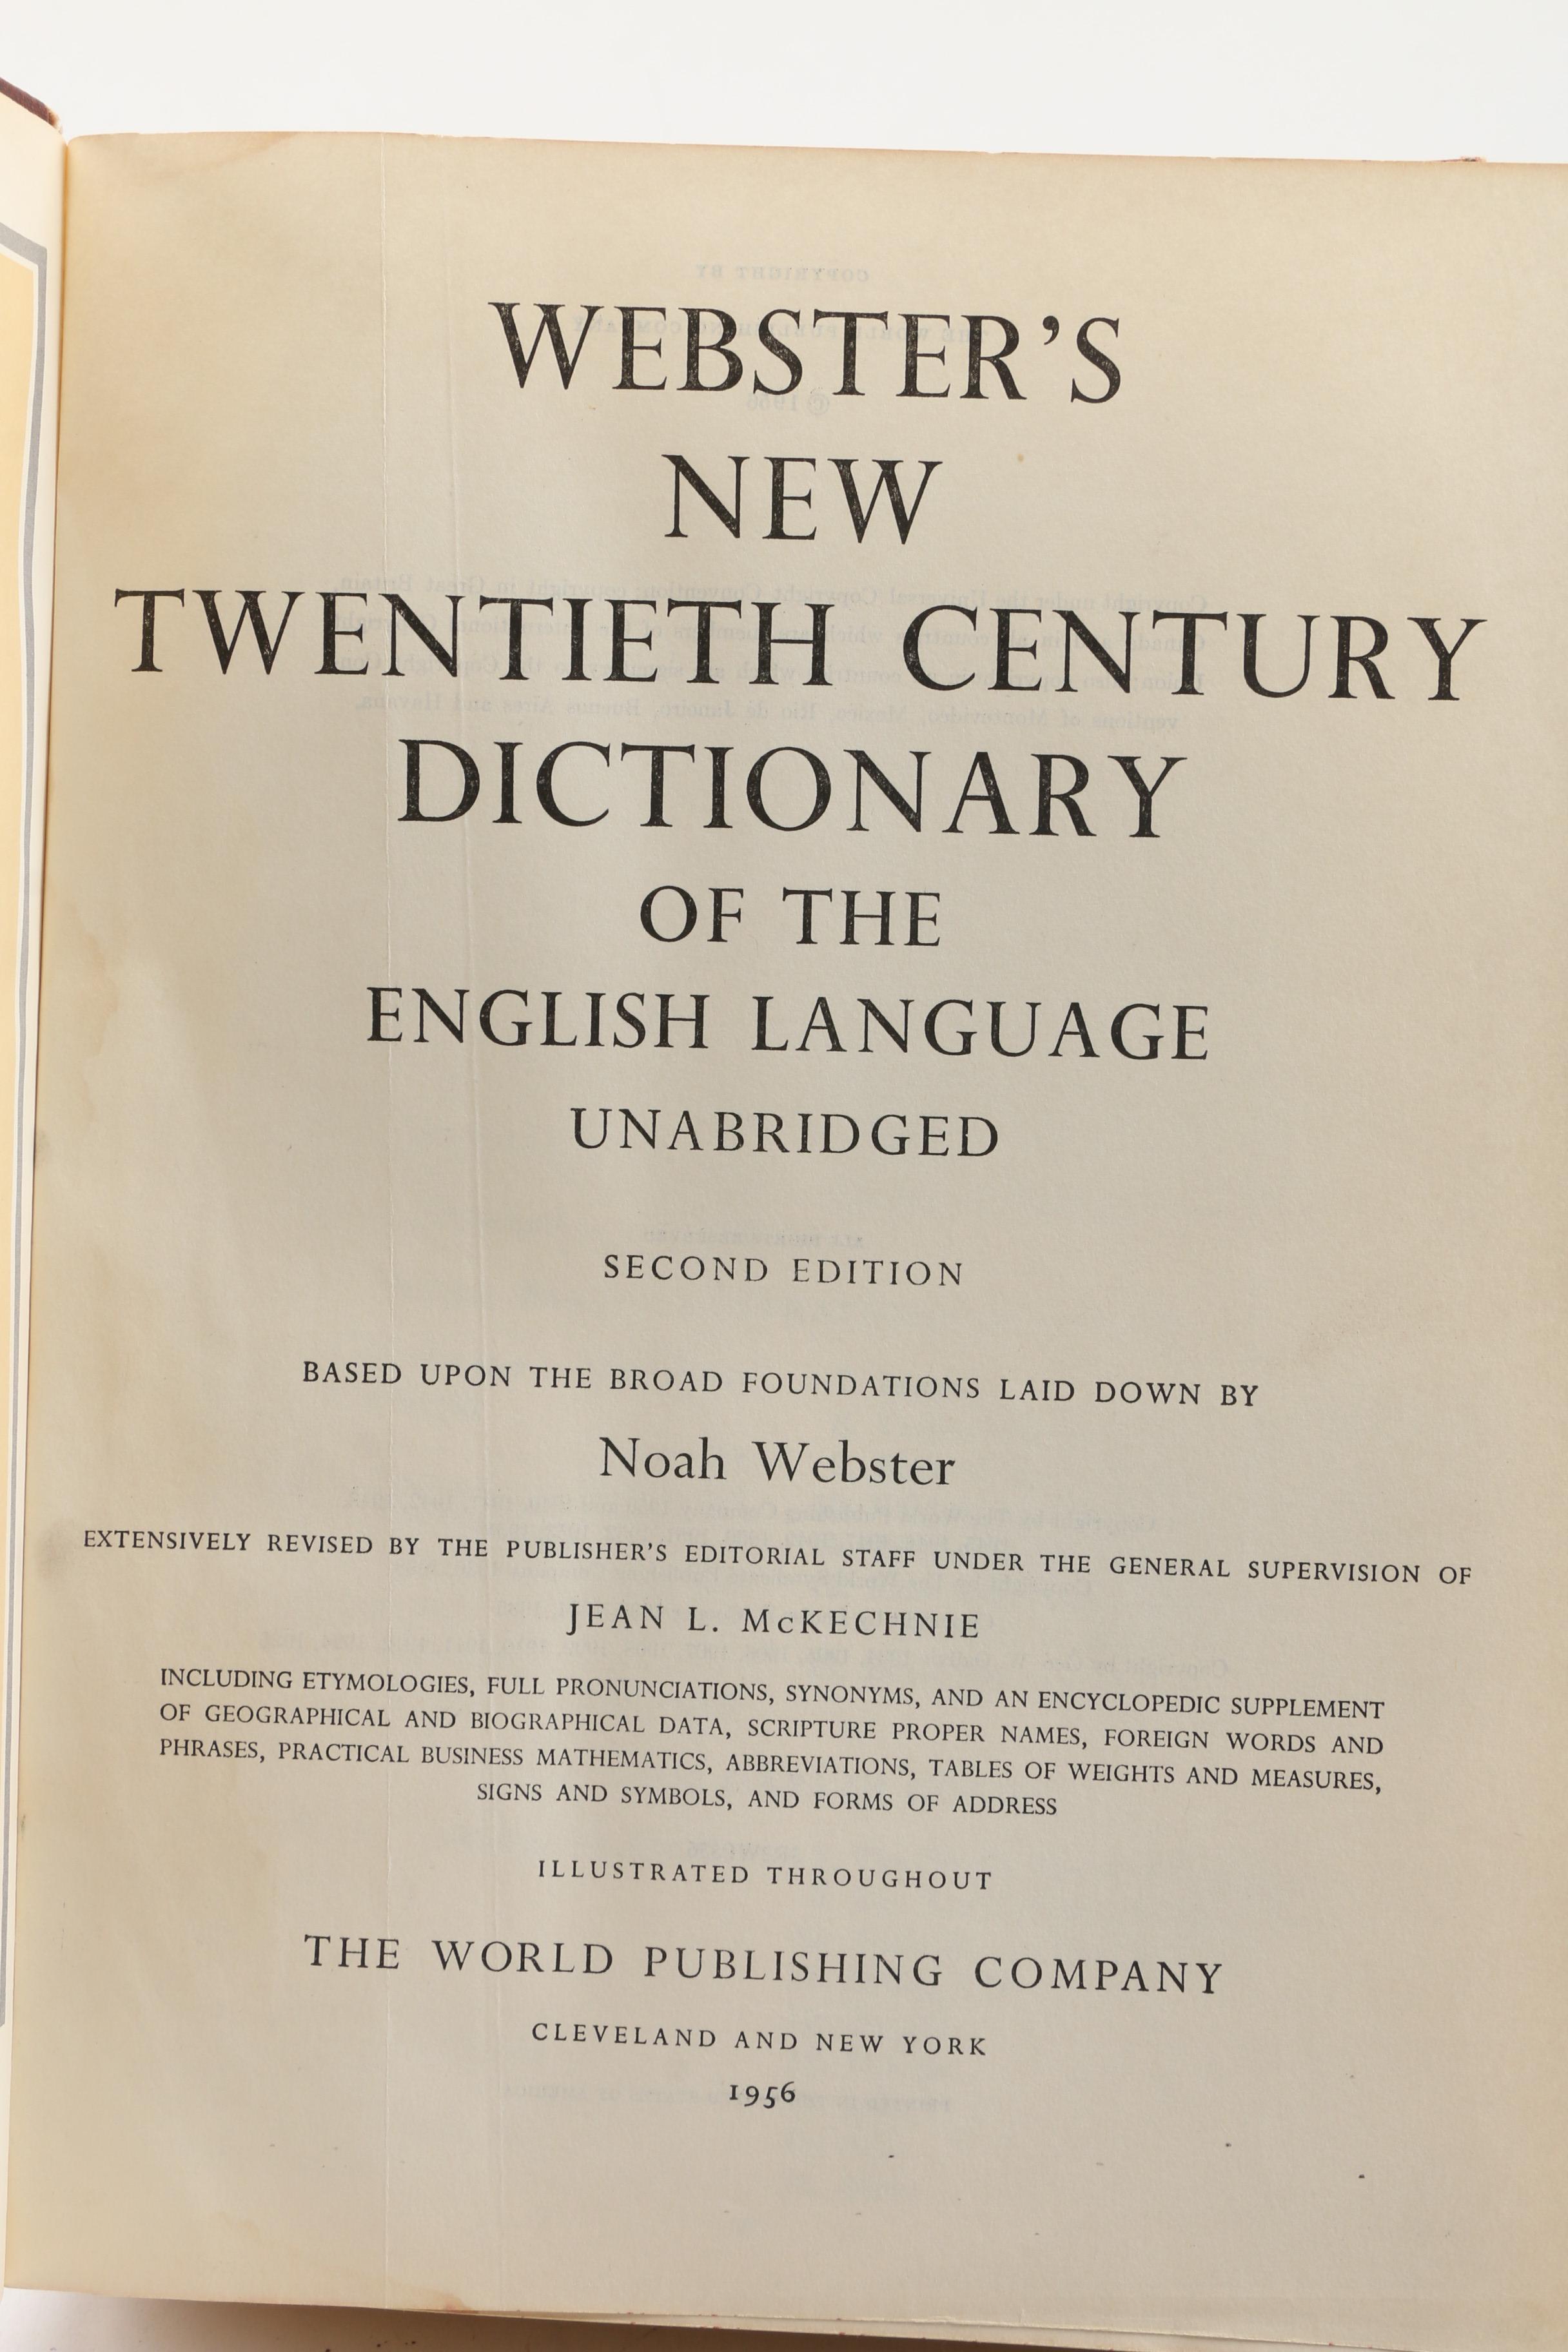 WEBSTER'S
NEW
TWENTIETH CENTURY
DICTIONARY
OF THE
ENGLISH LANGUAGE
UNABRIDGED
SECOND EDITION
BASED UPON THE BROAD FOUNDATIONS LAID DOWN BY
Noah Webster
EXTENSIVELY REVISED BY THE PUBLISHER'S EDITORIAL STAFF UNDER THE GENERAL SUPERVISION OF
JEAN L. McKECHNIE
INCLUDING ETYMOLOGIES, FULL PRONUNCIATIONS, SYNONYMS, AND AN ENCYCLOPEDIC SUPPLEMENT
OF GEOGRAPHICAL AND BIOGRAPHICAL DATA, SCRIPTURE PROPER NAMES, FOREIGN WORDS AND
PHRASES, PRACTICAL BUSINESS MATHEMATICS, ABBREVIATIONS, TABLES OF WEIGHTS AND MEASURES,
SIGNS AND SYMBOLS, AND FORMS OF ADDRESS
ILLUSTRATED THROUGHOUT
THE WORLD PUBLISHING COMPANY
CLEVELAND AND NEW YORK
1956